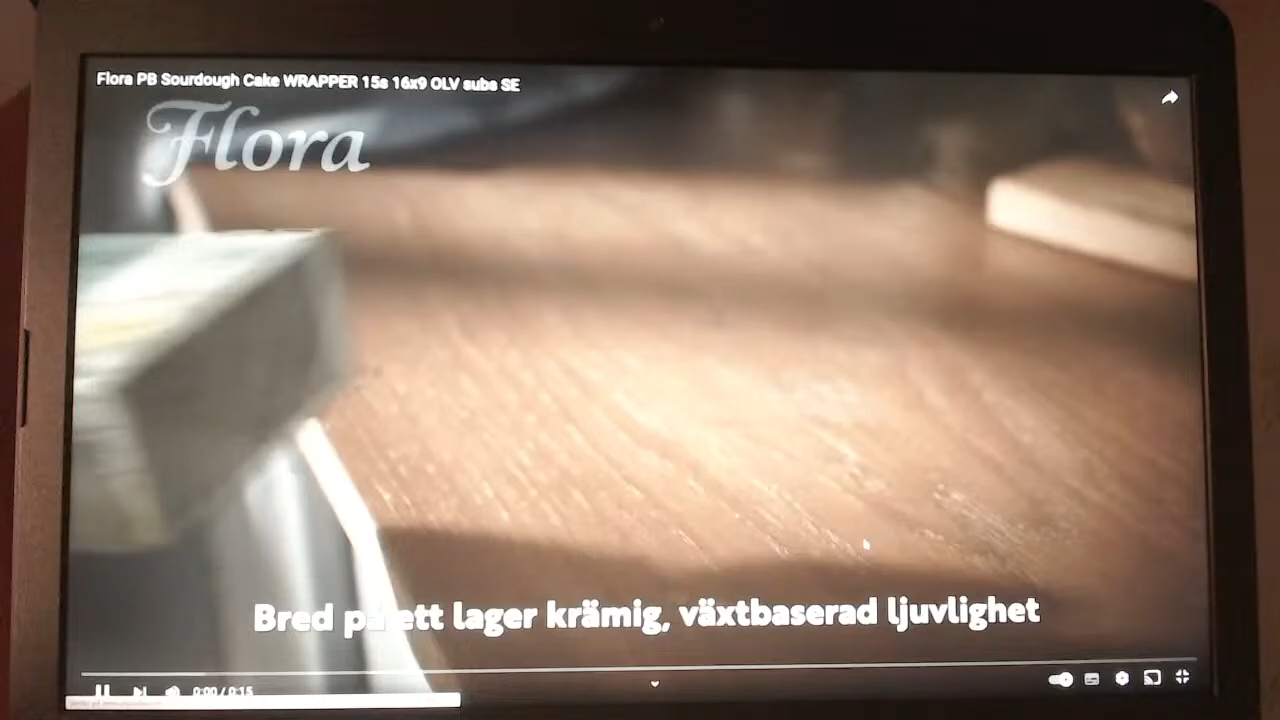 Flora PB Sourdough Cake WRAPPER 15s 16x9 OLV subs SE
Flora
Bred på ett lager krämig, växtbaserad ljuvlighet
0:00 / 0:15